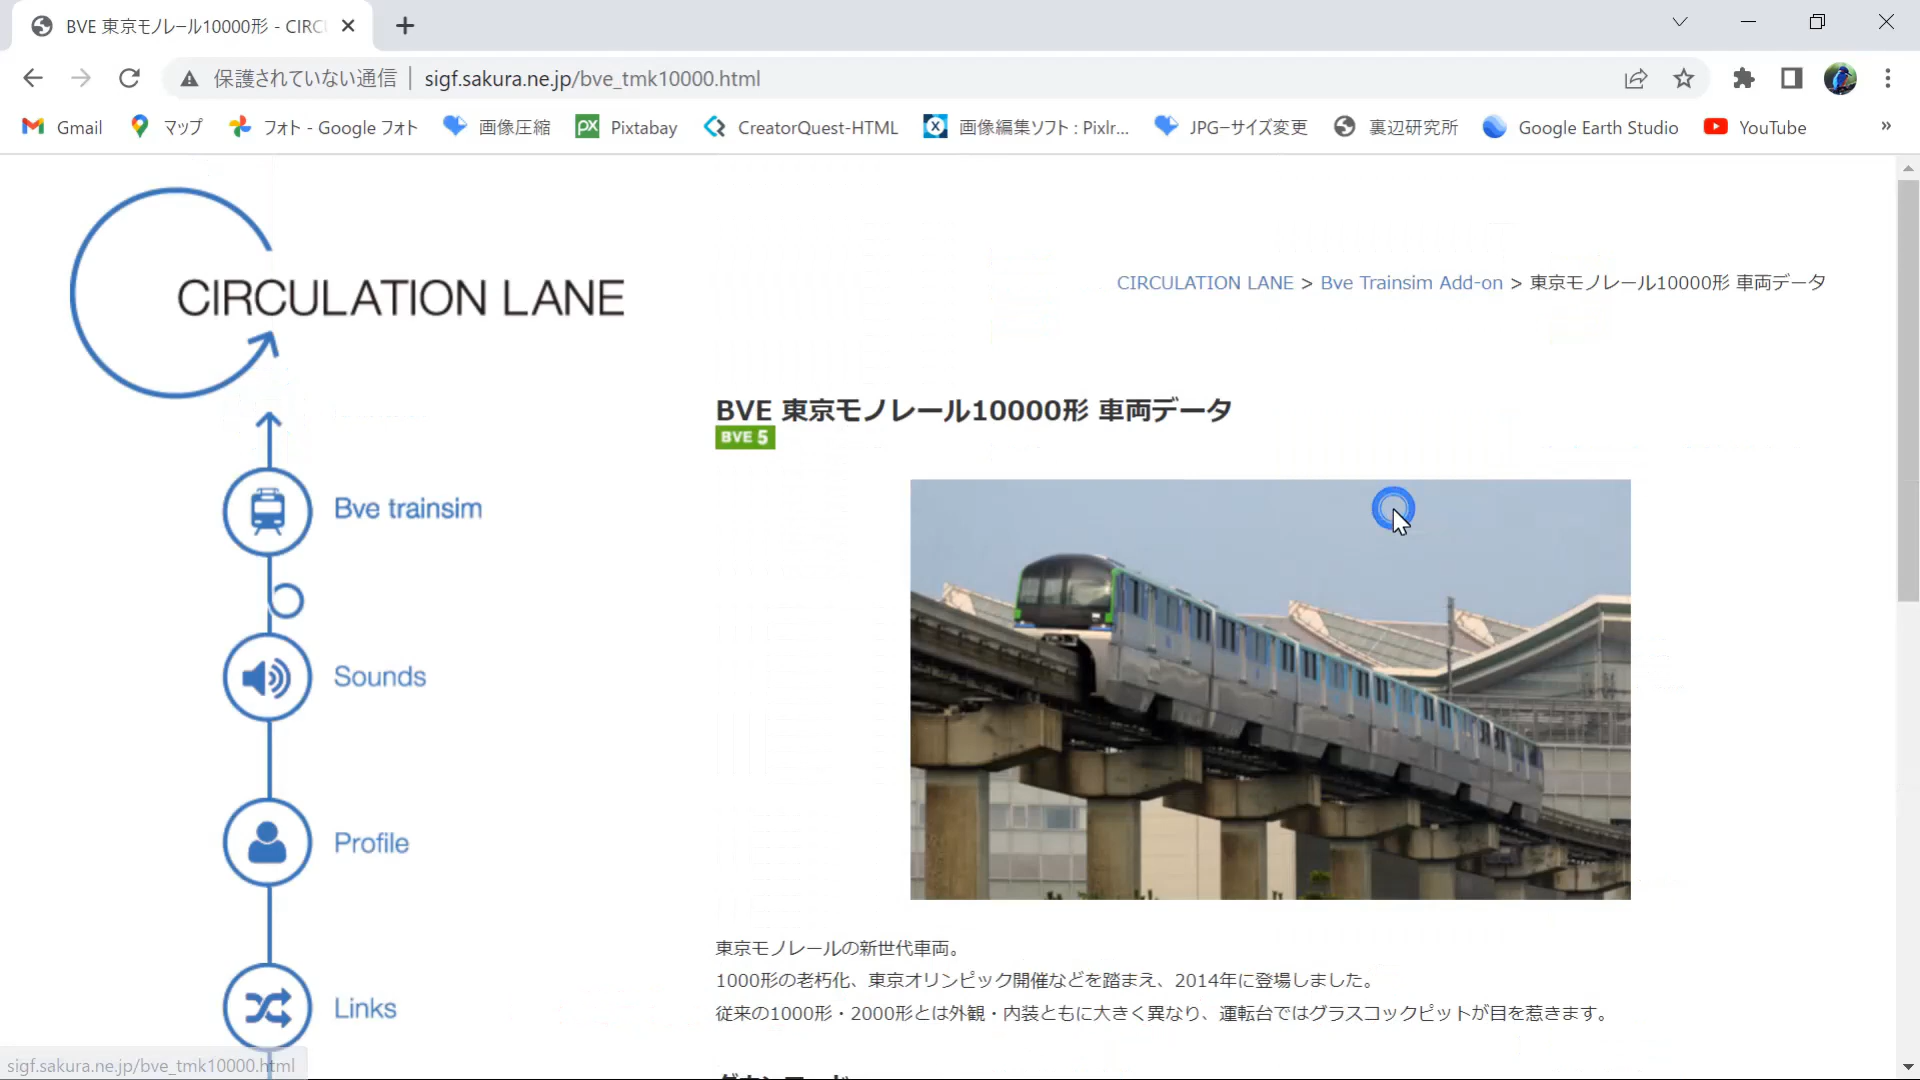 BVE 東京モノレール10000形 - CIRC
保護されていない通信 | sigf.sakura.ne.jp/bve_tmk10000.html
Gmail マップ フォト - Google フォト 画像圧縮 Pixtabay CreatorQuest-HTML 画像編集ソフト : Pixlr... JPGーサイズ変更 裏辺研究所 Google Earth Studio YouTube »
CIRCULATION LANE
CIRCULATION LANE > Bve Trainsim Add-on > 東京モノレール10000形 車両データ
BVE 東京モノレール10000形 車両データ
BVE 5
Bve trainsim
Sounds
Profile
Links
東京モノレールの新世代車両。
1000形の老朽化、東京オリンピック開催などを踏まえ、2014年に登場しました。
従来の1000形・2000形とは外観・内装ともに大きく異なり、運転台ではグラスコックピットが目を惹きます。
sigf.sakura.ne.jp/bve_tmk10000.html